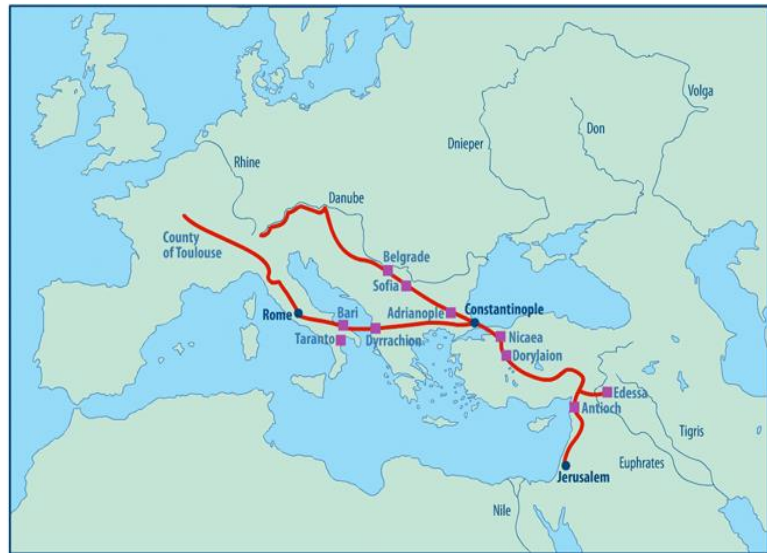 Volga
Don
Dnieper
Rhine
Danube
County
of Toulouse
Belgrade
Sofia
Adrianople
Constantinople
Rome
Bari
Taranto
Dyrrachion
Nicaea
Dorylaion
Edessa
Antioch
Tigris
Euphrates
Jerusalem
Nile